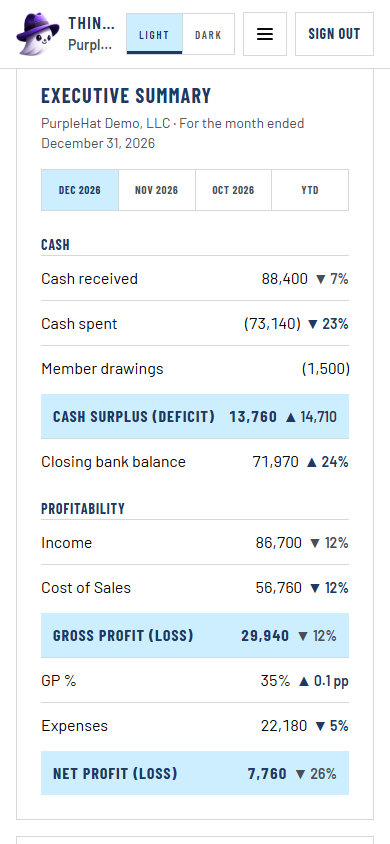 THIN...
Purpl...
LIGHT
DARK
SIGN OUT
EXECUTIVE SUMMARY
PurpleHat Demo, LLC · For the month ended
December 31, 2026
DEC 2026
NOV 2026
OCT 2026
YTD
CASH
Cash received 88,400 ▼ 7%
Cash spent (73,140) ▼ 23%
Member drawings (1,500)
CASH SURPLUS (DEFICIT) 13,760 ▲ 14,710
Closing bank balance 71,970 ▲ 24%
PROFITABILITY
Income 86,700 ▼ 12%
Cost of Sales 56,760 ▼ 12%
GROSS PROFIT (LOSS) 29,940 ▼ 12%
GP % 35% ▲ 0.1 pp
Expenses 22,180 ▼ 5%
NET PROFIT (LOSS) 7,760 ▼ 26%